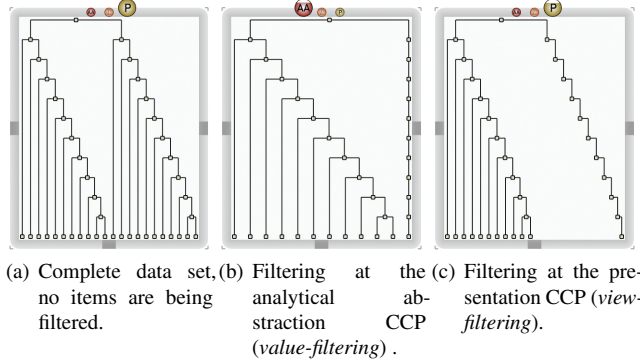 AA
P
AA
P
AA
P
(a) Complete data set, no items are being filtered.
(b) Filtering at the analytical ab-
straction CCP
(value-filtering) .
(c) Filtering at the pre-
sentation CCP (view-
filtering).